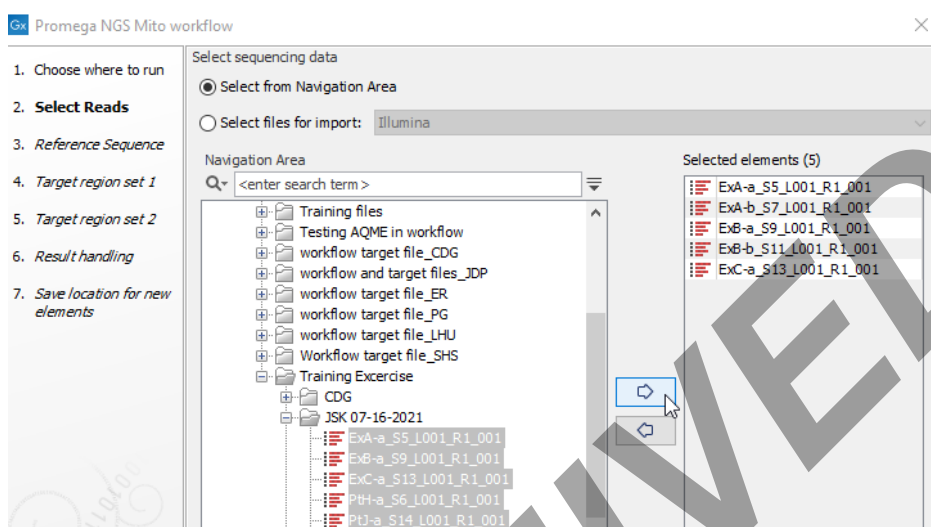 Gx Promega NGS Mito workflow
1. Choose where to run
2. Select Reads
3. Reference Sequence
4. Target region set 1
5. Target region set 2
6. Result handling
7. Save location for new
elements
Select sequencing data
Select from Navigation Area
Select files for import: Illumina
Navigation Area
<enter search term>
Training files
Testing AQME in workflow
workflow target file_CDG
workflow and target files_JDP
workflow target file_ER
workflow target file_PG
workflow target file_LHU
Workflow target file_SHS
Training Excercise
CDG
JSK 07-16-2021
ExA-a_S5_L001_R1_001
ExB-a_S9_L001_R1_001
ExC-a_S13_L001_R1_001
PtH-a_S6_L001_R1_001
PtJ-a_S14_L001_R1_001
Selected elements (5)
ExA-a_S5_L001_R1_001
ExA-b_S7_L001_R1_001
ExB-a_S9_L001_R1_001
ExB-b_S11_L001_R1_001
ExC-a_S13_L001_R1_001